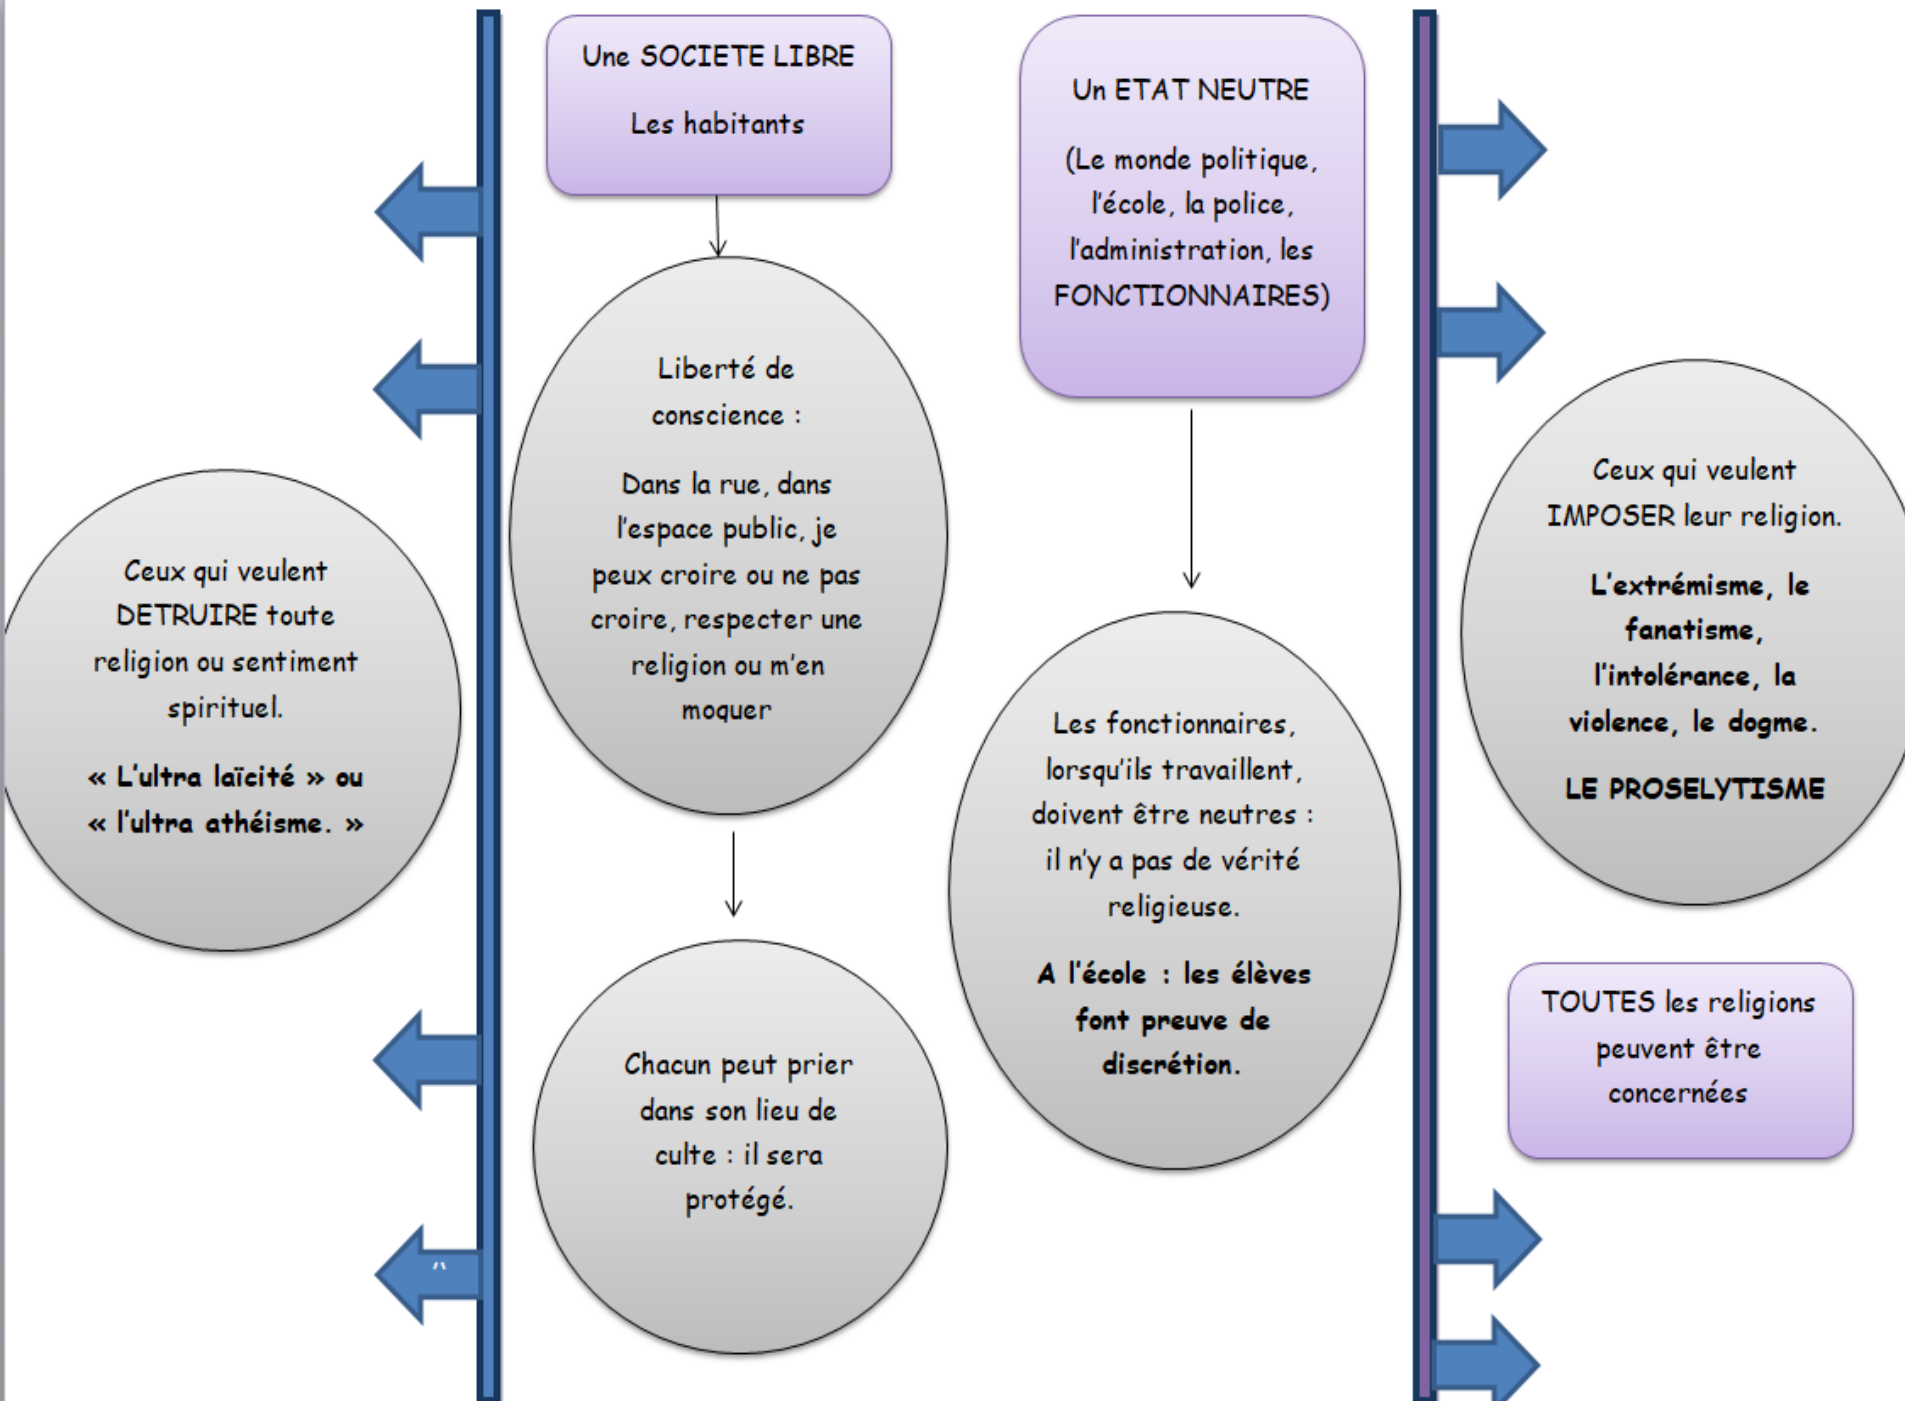 Une SOCIETE LIBRE
Les habitants
Liberté de
conscience :
Dans la rue, dans
l'espace public, je
peux croire ou ne pas
croire, respecter une
religion ou m'en
moquer
Chacun peut prier
dans son lieu de
culte : il sera
protégé.
Un ETAT NEUTRE
(Le monde politique,
l'école, la police,
l'administration, les
FONCTIONNAIRES)
Les fonctionnaires,
lorsqu'ils travaillent,
doivent être neutres :
il n'y a pas de vérité
religieuse.
A l'école : les élèves
font preuve de
discrétion.
Ceux qui veulent
DETRUIRE toute
religion ou sentiment
spirituel.
« L'ultra laïcité » ou
« l'ultra athéisme. »
Ceux qui veulent
IMPOSER leur religion.
L'extrémisme, le
fanatisme,
l'intolérance, la
violence, le dogme.
LE PROSELYTISME
TOUTES les religions
peuvent être
concernées